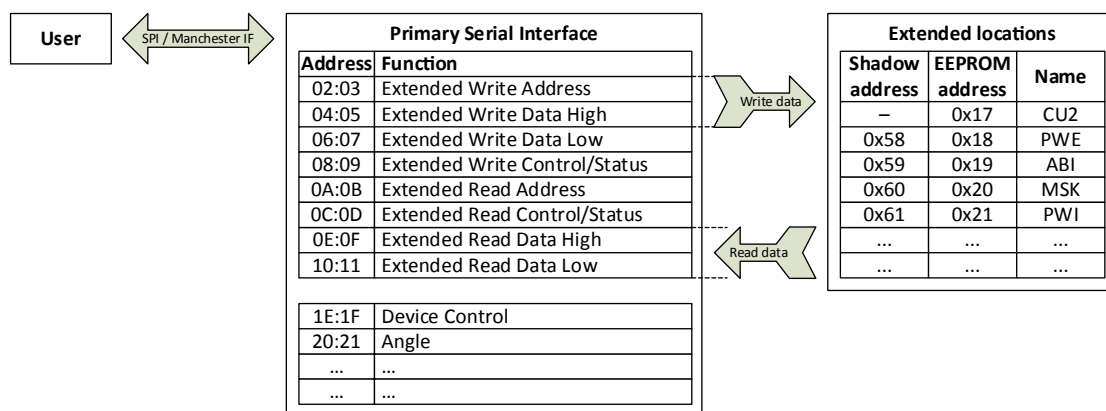 User
SPI / Manchester IF
Primary Serial Interface
Address Function
02:03 Extended Write Address
04:05 Extended Write Data High
06:07 Extended Write Data Low
08:09 Extended Write Control/Status
0A:0B Extended Read Address
0C:0D Extended Read Control/Status
0E:0F Extended Read Data High
10:11 Extended Read Data Low
1E:1F Device Control
20:21 Angle
... ...
... ...
Write data
Read data
Extended locations
Shadow address EEPROM address Name
– 0x17 CU2
0x58 0x18 PWE
0x59 0x19 ABI
0x60 0x20 MSK
0x61 0x21 PWI
... ... ...
... ... ...